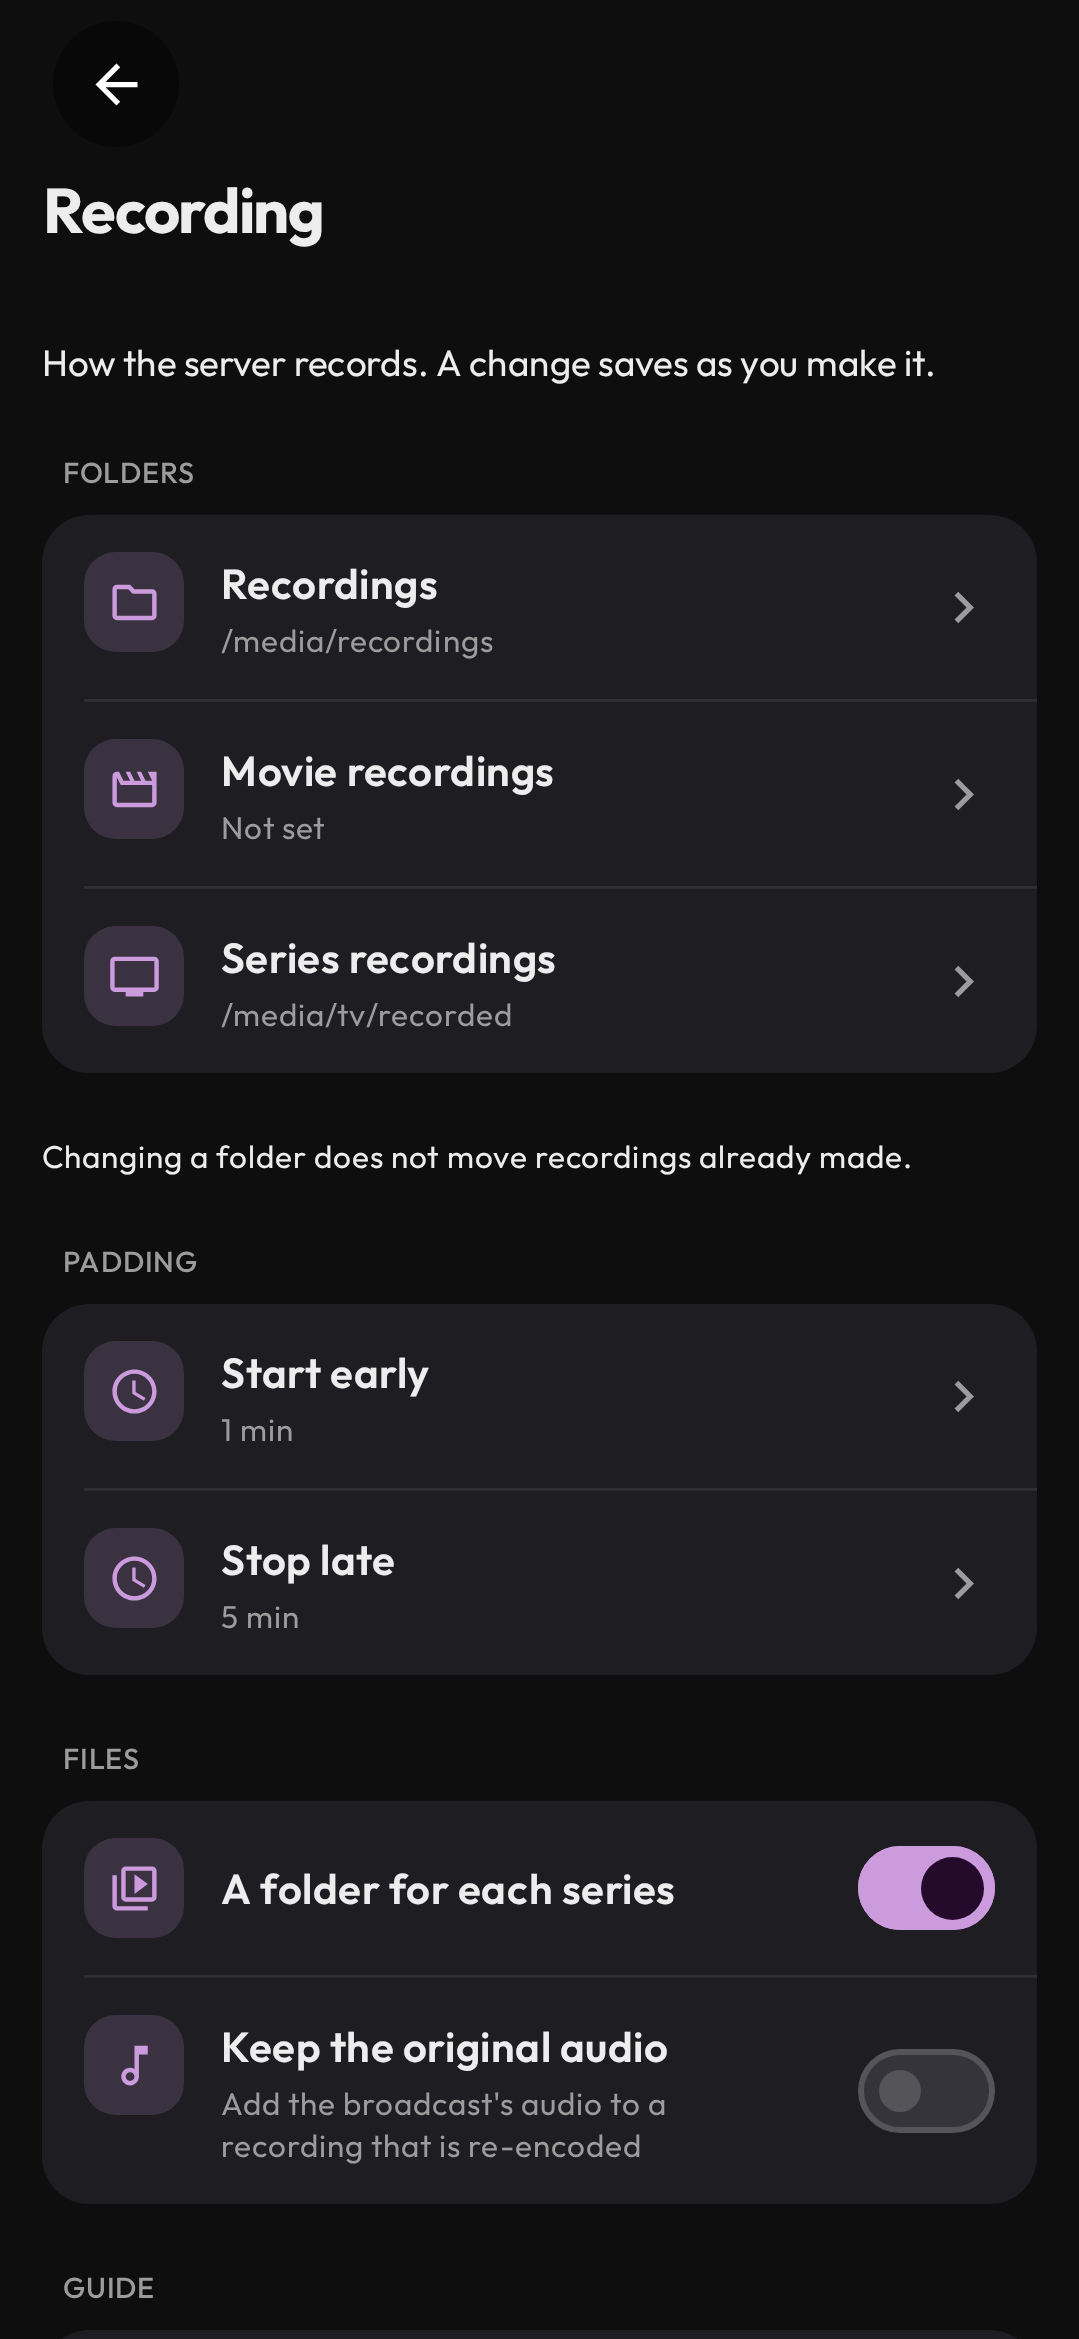 Recording
How the server records. A change saves as you make it.
FOLDERS
Recordings
/media/recordings
Movie recordings
Not set
Series recordings
/media/tv/recorded
Changing a folder does not move recordings already made.
PADDING
Start early
1 min
Stop late
5 min
FILES
A folder for each series
Keep the original audio
Add the broadcast's audio to a
recording that is re-encoded
GUIDE